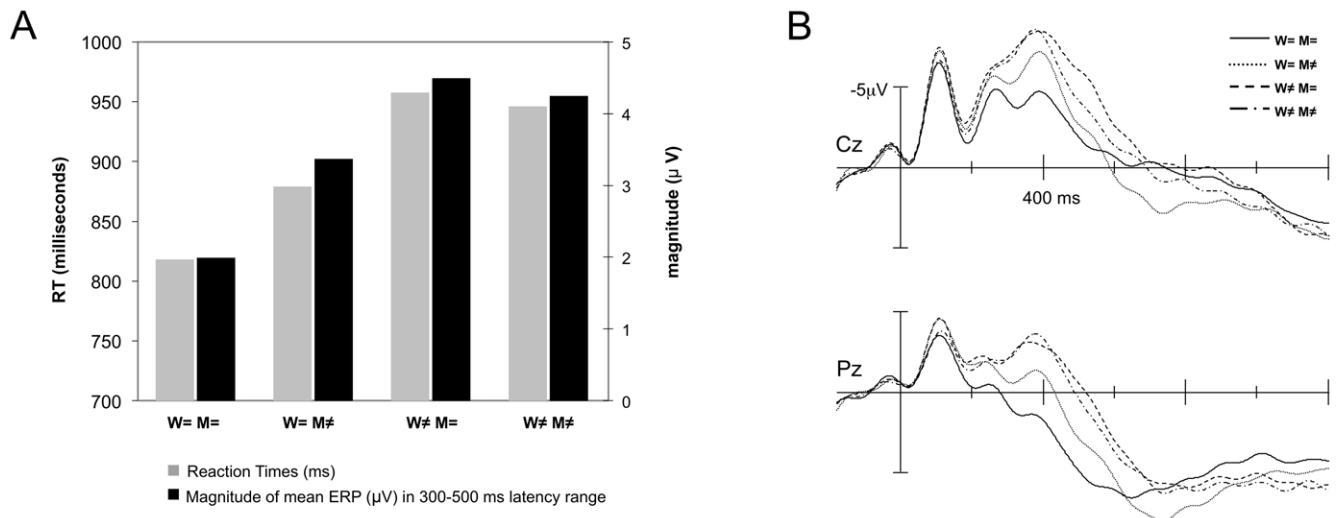 A
1000
950
900
850
800
750
700
RT (milliseconds)
5
4
3
2
1
0
magnitude (μ V)
W= M=
W= M≠
W≠ M=
W≠ M≠
Reaction Times (ms)
Magnitude of mean ERP (μV) in 300-500 ms latency range
B
W= M=
W= M≠
W≠ M=
W≠ M≠
-5μV
Cz
400 ms
Pz